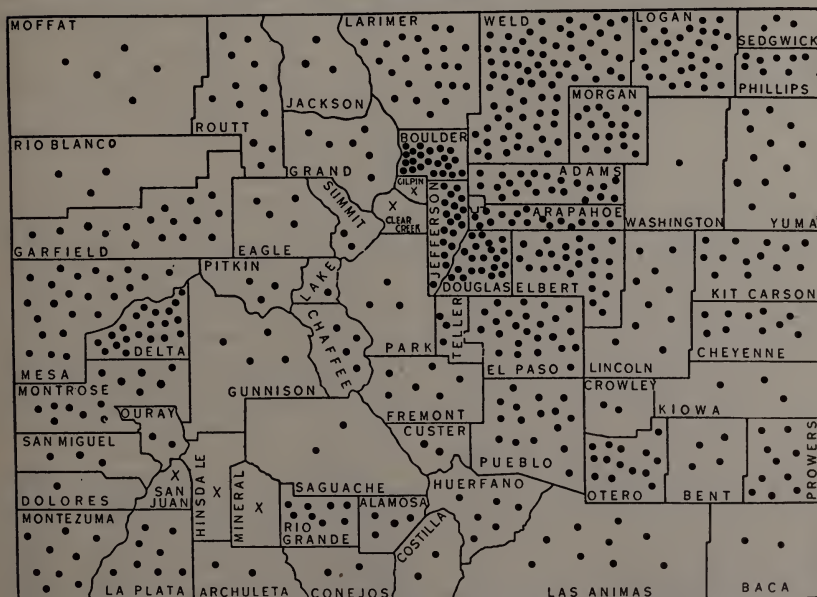 MOFFAT
LARIMER
WELD
LOGAN
SEDGWICK
JACKSON
PHILLIPS
ROUTT
MORGAN
RIO BLANCO
BOULDER
GRAND
GILPIN
X
ADAMS
SUMMIT
X
CLEAR
CREEK
JEFFERSON
ARAPAHOE
WASHINGTON
YUMA
GARFIELD
EAGLE
PITKIN
LAKE
DOUGLAS
ELBERT
KIT CARSON
CHAFFEE
TELLER
DELTA
PARK
CHEYENNE
MESA
EL PASO
LINCOLN
MONTROSE
GUNNISON
CROWLEY
OURAY
FREMONT
KIOWA
SAN MIGUEL
CUSTER
PROWERS
PUEBLO
X
SAN
JUAN
HINSDALE
X
MINERAL
X
SAGUACHE
HUERFANO
DOLORES
OTERO
BENT
MONTEZUMA
RIO
GRANDE
ALAMOSA
COSTILLA
LA PLATA
ARCHULETA
CONEJOS
LAS ANIMAS
BACA